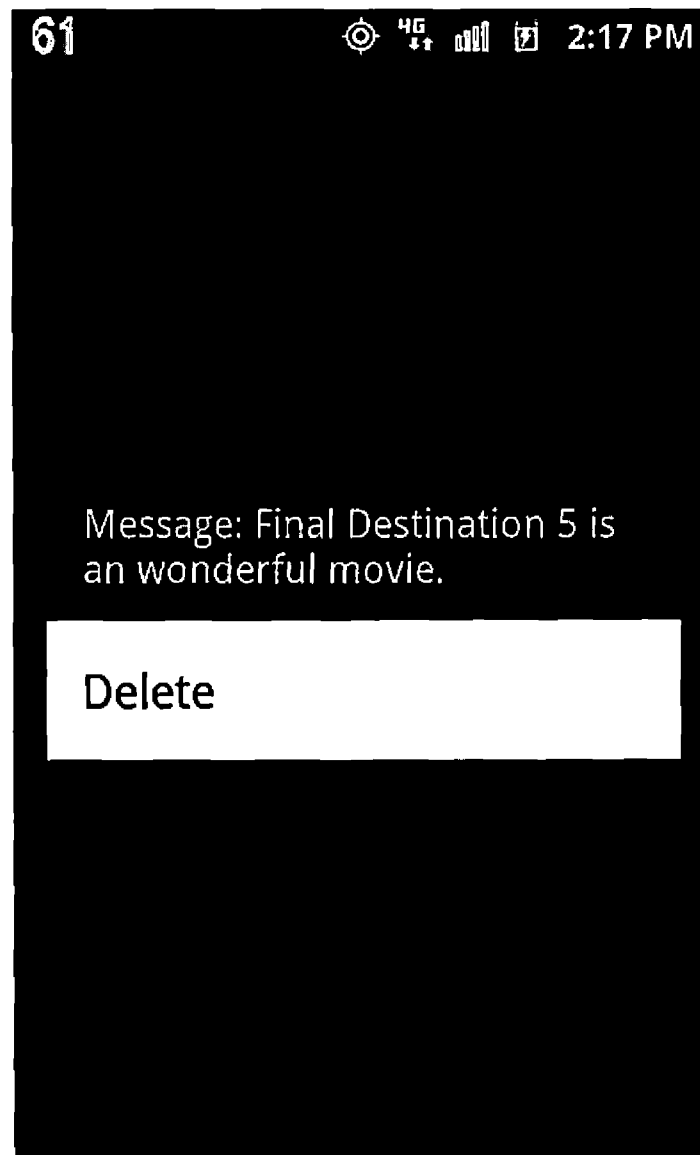 61 4G 2:17 PM
Message: Final Destination 5 is
an wonderful movie.
Delete